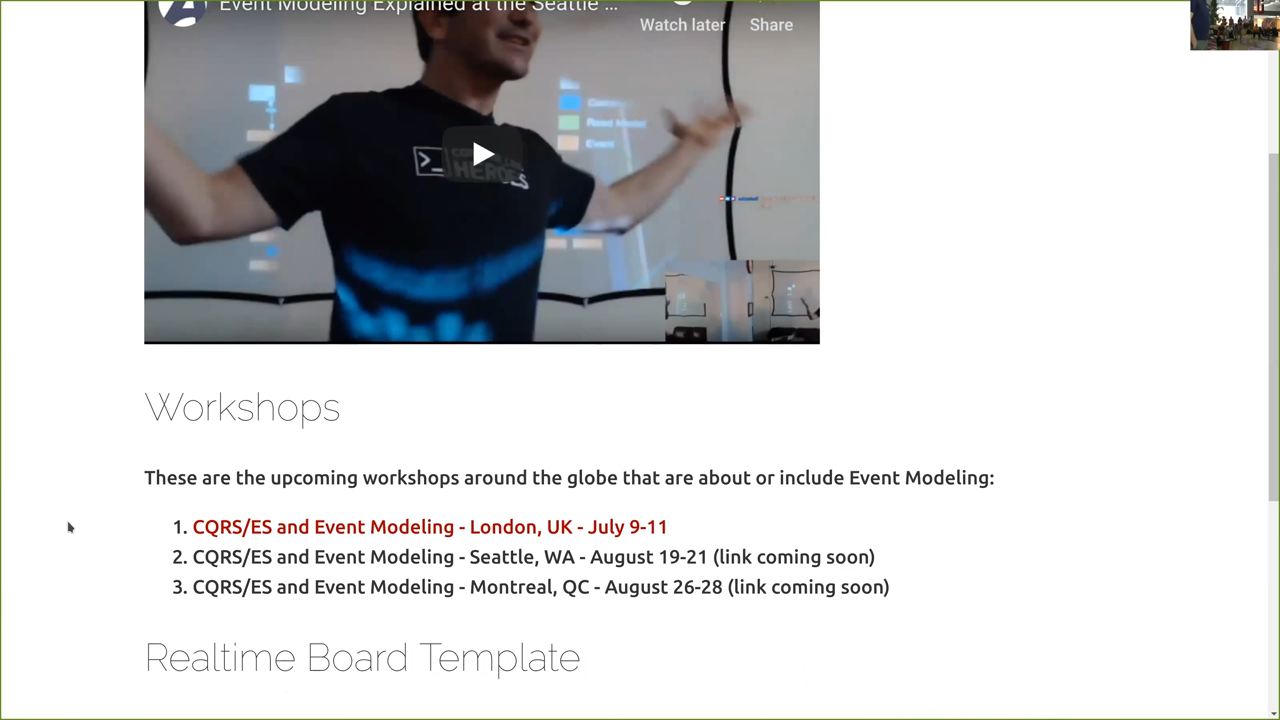 Event Modeling Explained at the Seattle ...
Watch later
Share
Read Model
Event
HEROES
Workshops
These are the upcoming workshops around the globe that are about or include Event Modeling:
1. CQRS/ES and Event Modeling - London, UK - July 9-11
2. CQRS/ES and Event Modeling - Seattle, WA - August 19-21 (link coming soon)
3. CQRS/ES and Event Modeling - Montreal, QC - August 26-28 (link coming soon)
Realtime Board Template